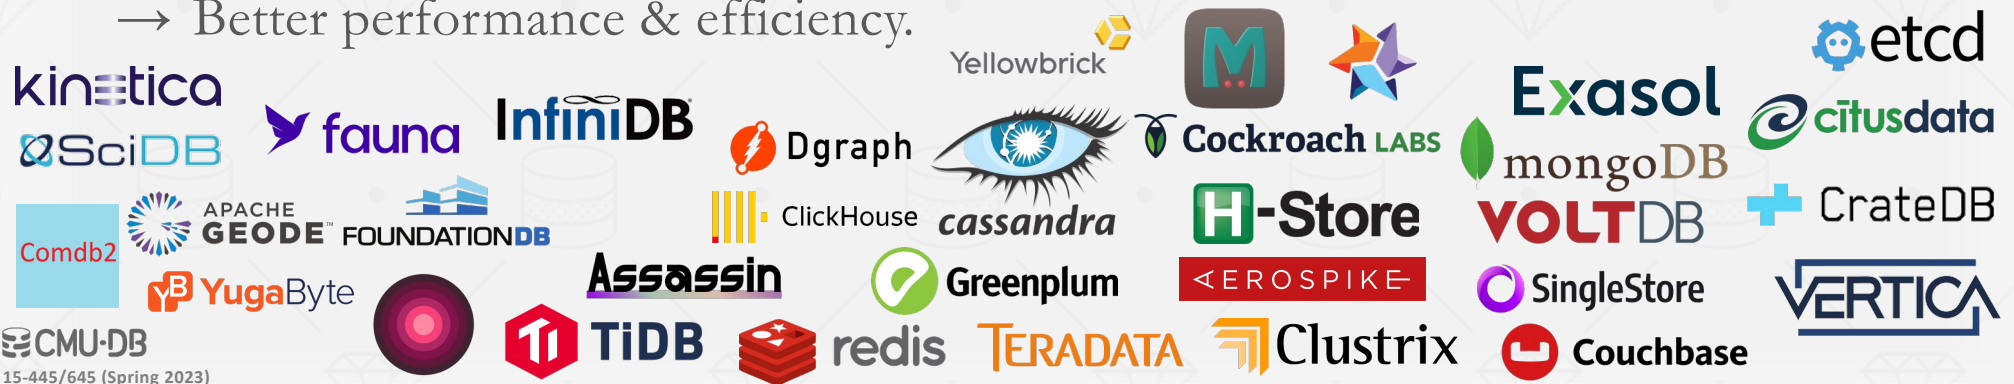 → Better performance & efficiency.
Yellowbrick
M
etcd
kinetica
fauna
InfiniDB
Exasol
citusdata
SciDB
Dgraph
Cockroach LABS
mongoDB
APACHE
GEODE™
FOUNDATIONDB
ClickHouse
cassandra
H-Store
VOLTDB
CrateDB
Comdb2
YB YugaByte
Assassin
Greenplum
AEROSPIKE
SingleStore
VERTICA
CMU·DB
TiDB
redis
TERADATA
Clustrix
Couchbase
15-445/645 (Spring 2023)